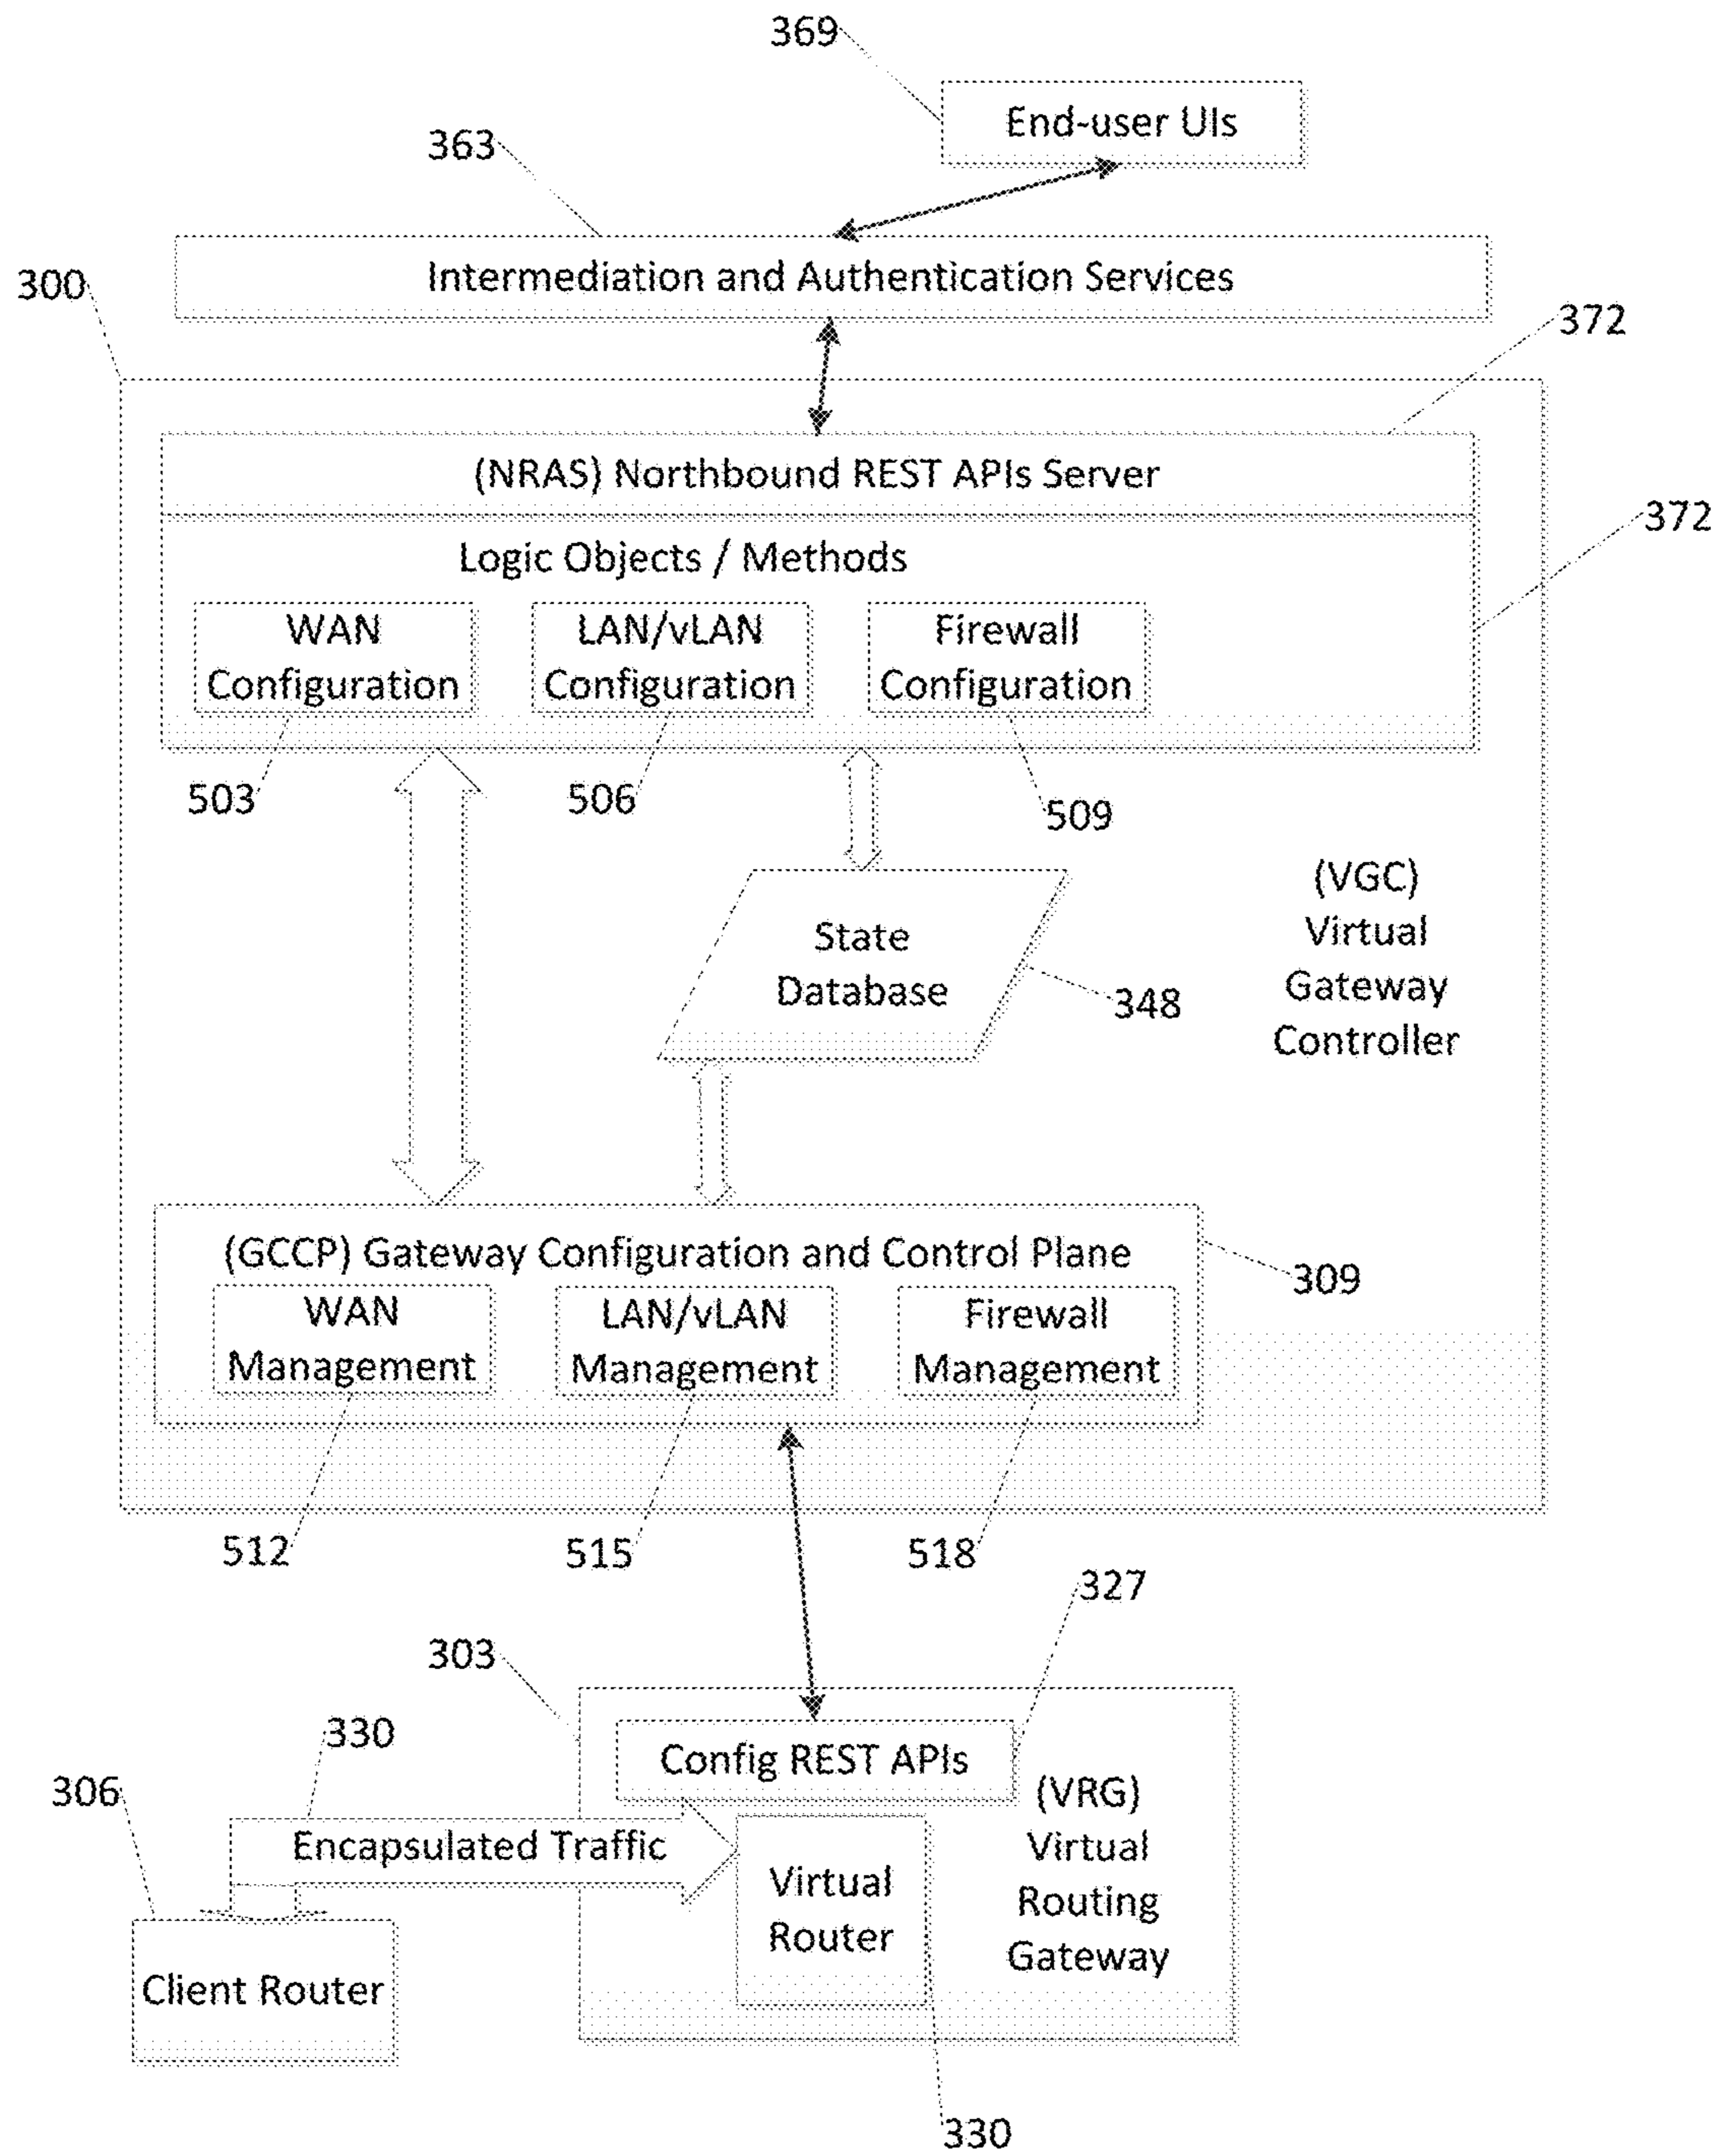 369
End-user UIs
363
Intermediation and Authentication Services
300
372
(NRAS) Northbound REST APIs Server
372
Logic Objects / Methods
WAN
Configuration
LAN/vLAN
Configuration
Firewall
Configuration
503
506
509
(VGC)
Virtual
Gateway
Controller
State
Database
348
(GCCP) Gateway Configuration and Control Plane
309
WAN
Management
LAN/vLAN
Management
Firewall
Management
512
515
518
327
303
330
Config REST APIs
306
(VRG)
Virtual
Routing
Gateway
Encapsulated Traffic
Virtual
Router
Client Router
330